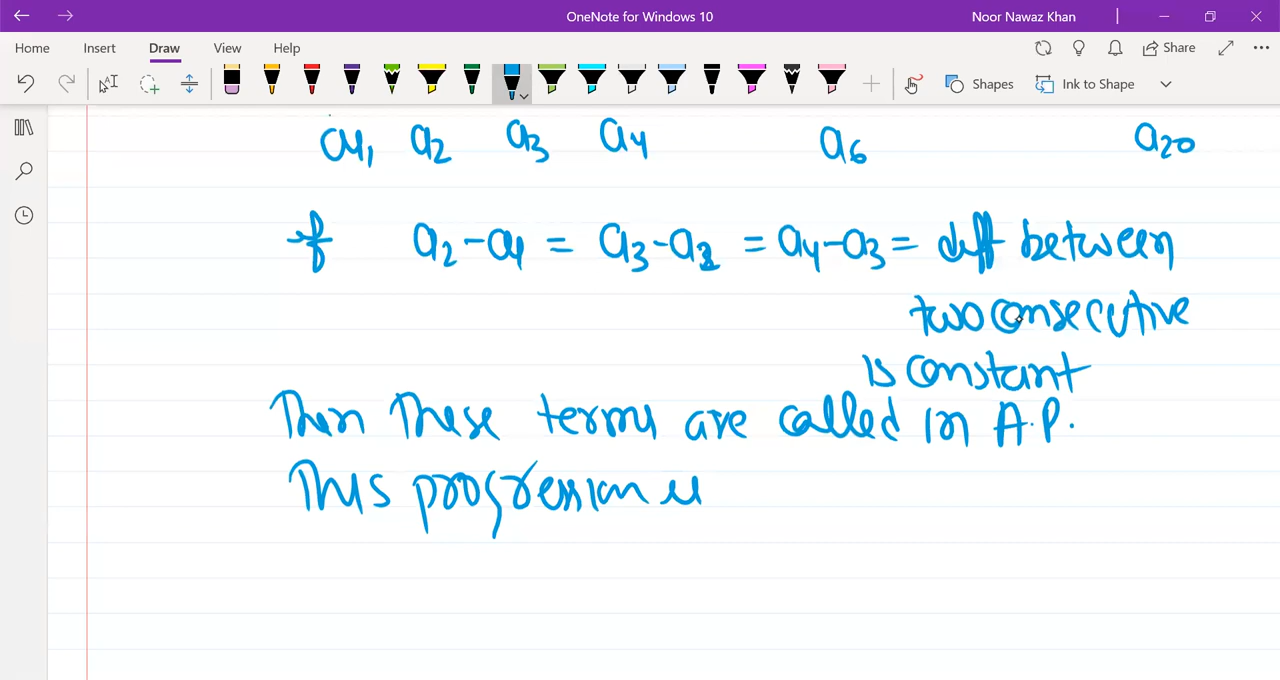 OneNote for Windows 10
Noor Nawaz Khan
Home Insert Draw View Help
Share
Shapes Ink to Shape
a1, a2 a3 a4 a6 a20
if a2-a1 = a3-a2 = a4-a3 = diff between
two consecutive
is constant
Then These terms are called in A.P.
This progression is